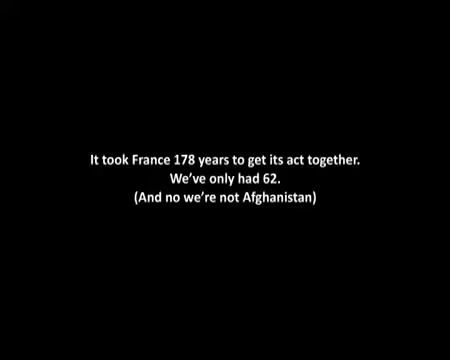 It took France 178 years to get its act together.
We’ve only had 62.
(And no we’re not Afghanistan)